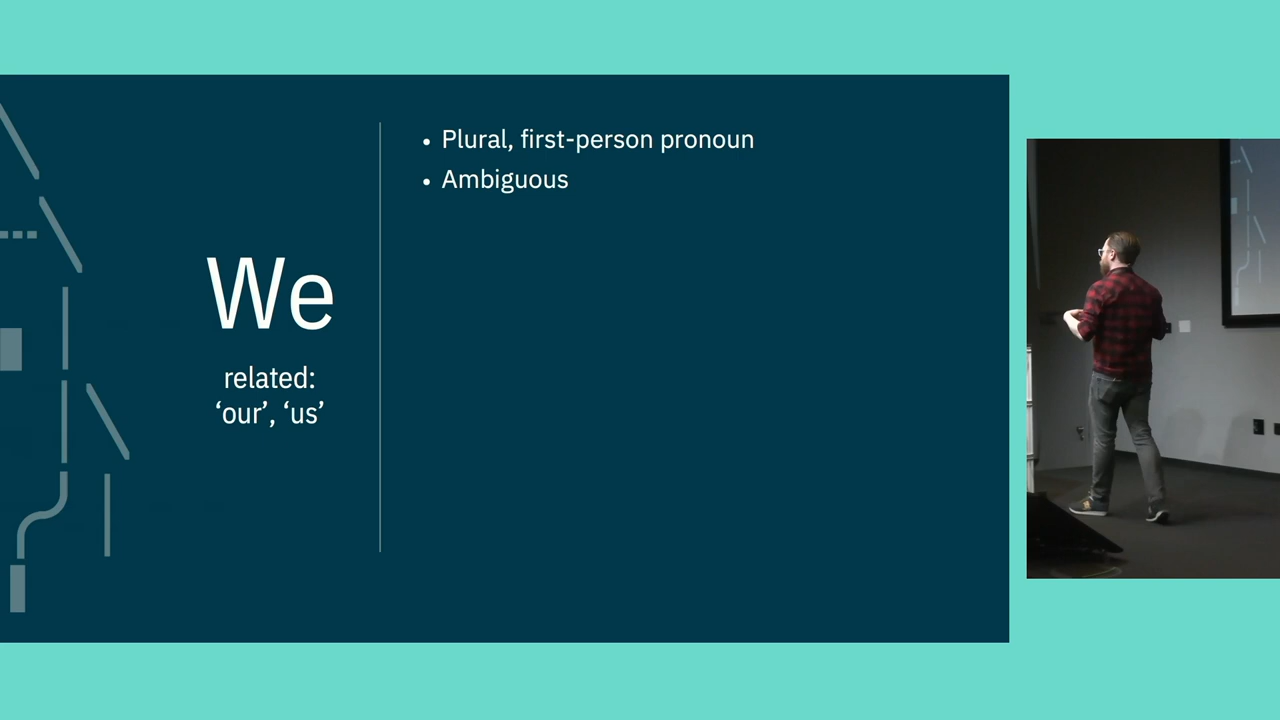 We
related:
‘our’, ‘us’
• Plural, first-person pronoun
• Ambiguous